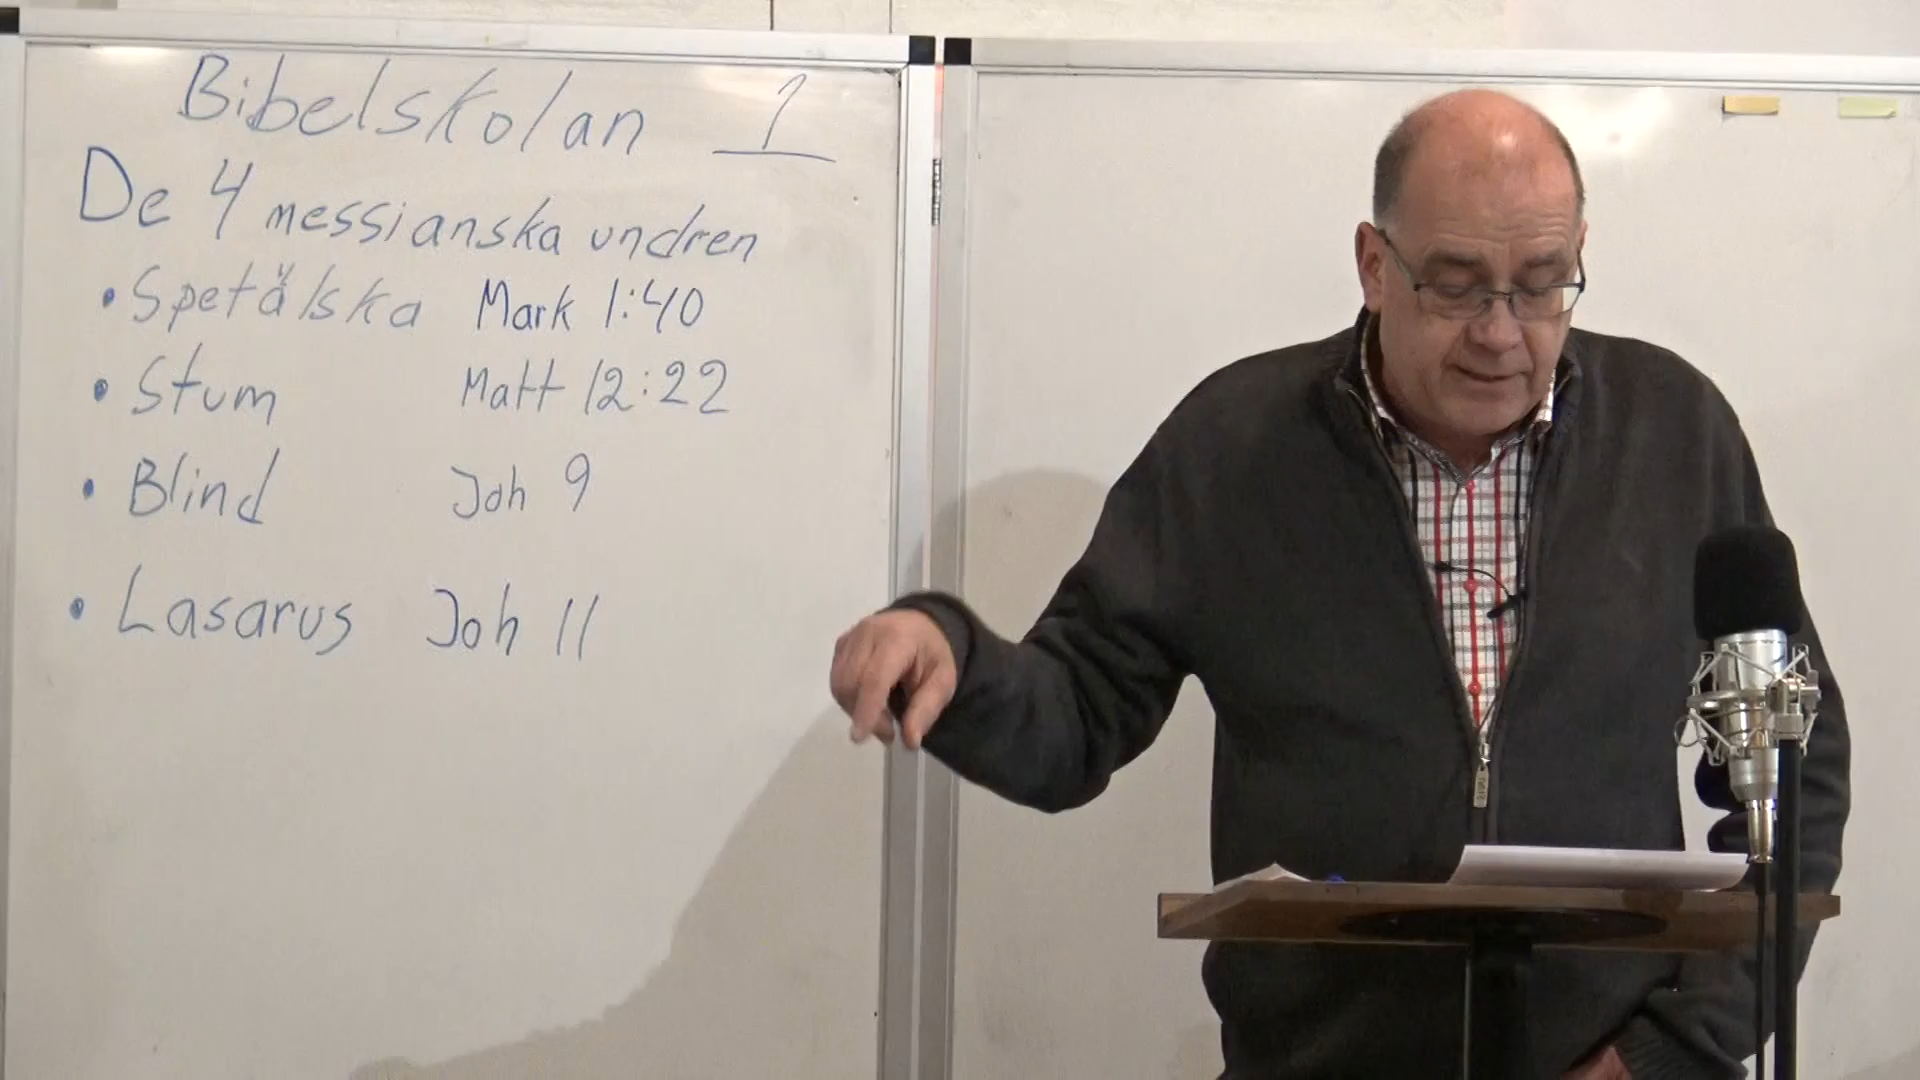 Bibelskolan 1
De 4 messianska undren
• Spetälska Mark 1:40
• Stum Matt 12:22
• Blind Joh 9
• Lasarus Joh 11